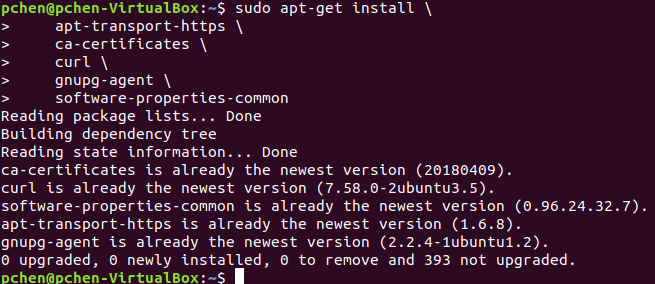 pchen@pchen-VirtualBox:~$ sudo apt-get install \
>     apt-transport-https \
>     ca-certificates \
>     curl \
>     gnupg-agent \
>     software-properties-common
Reading package lists... Done
Building dependency tree
Reading state information... Done
ca-certificates is already the newest version (20180409).
curl is already the newest version (7.58.0-2ubuntu3.5).
software-properties-common is already the newest version (0.96.24.32.7).
apt-transport-https is already the newest version (1.6.8).
gnupg-agent is already the newest version (2.2.4-1ubuntu1.2).
0 upgraded, 0 newly installed, 0 to remove and 393 not upgraded.
pchen@pchen-VirtualBox:~$